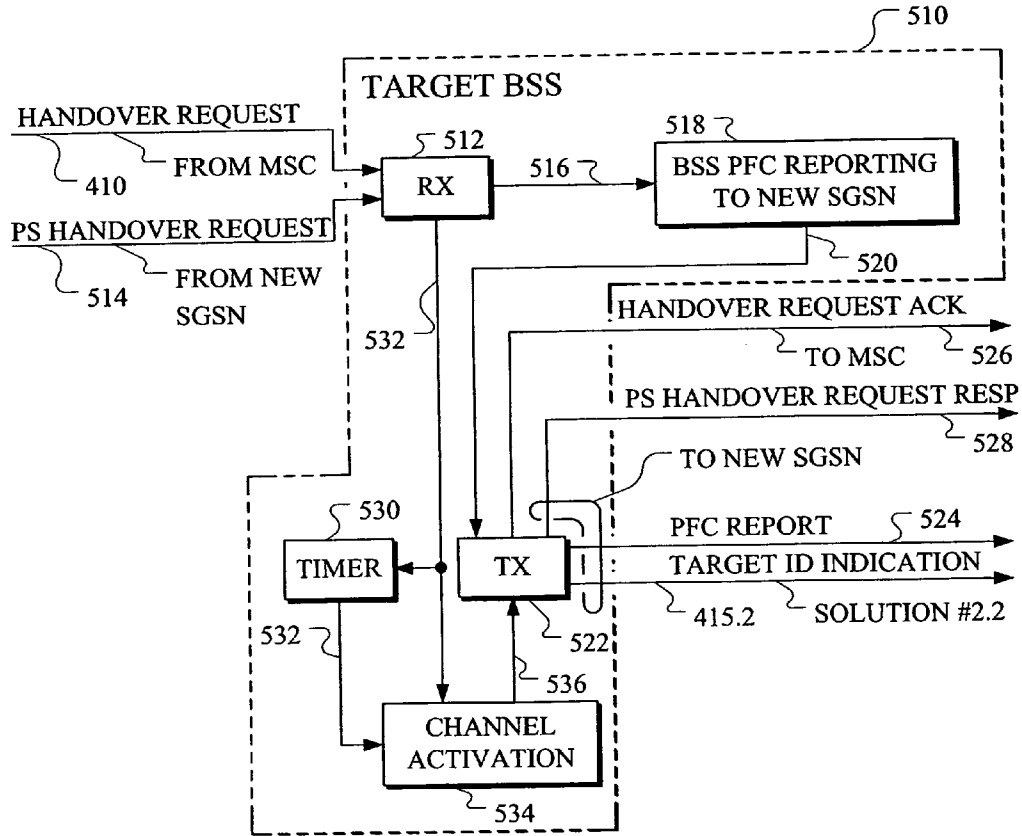 510
TARGET BSS
HANDOVER REQUEST
410
FROM MSC
512
RX
516
518
BSS PFC REPORTING
TO NEW SGSN
PS HANDOVER REQUEST
514
FROM NEW
SGSN
520
532
HANDOVER REQUEST ACK
TO MSC
526
PS HANDOVER REQUEST RESP
528
TO NEW SGSN
530
TIMER
TX
PFC REPORT
524
TARGET ID INDICATION
415.2
SOLUTION #2.2
522
532
536
CHANNEL
ACTIVATION
534